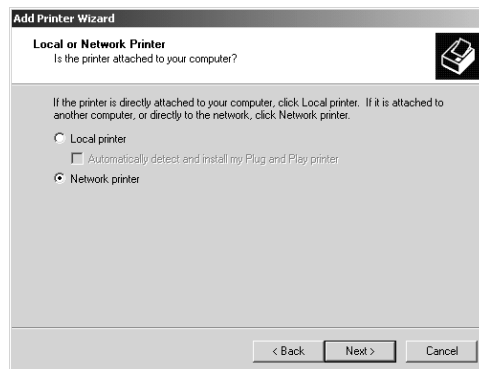 Add Printer Wizard
Local or Network Printer
Is the printer attached to your computer?
If the printer is directly attached to your computer, click Local printer. If it is attached to
another computer, or directly to the network, click Network printer.
Local printer
Automatically detect and install my Plug and Play printer
Network printer
< Back
Next >
Cancel